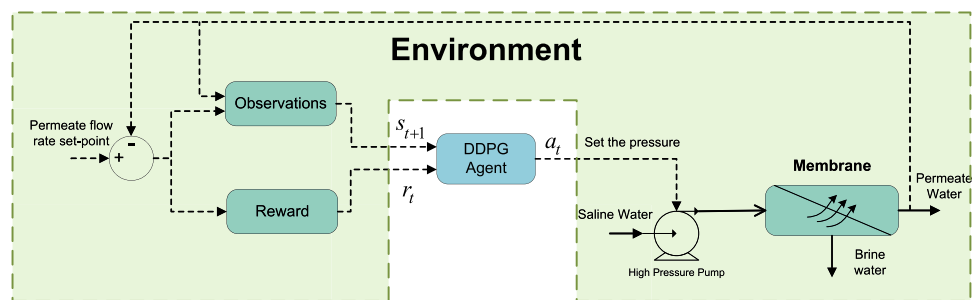 Environment
Permeate flow
rate set-point
-
+
Observations
Reward
s_{t+1}
r_t
DDPG
Agent
a_t
Set the pressure
Saline Water
High Pressure Pump
Membrane
Permeate
Water
Brine
water